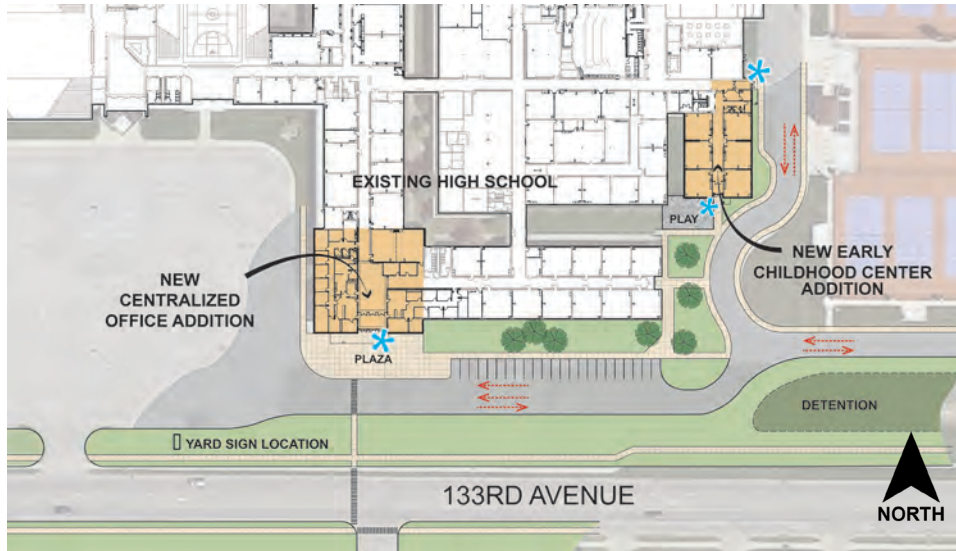 EXISTING HIGH SCHOOL
PLAY
NEW EARLY
CHILDHOOD CENTER
ADDITION
NEW
CENTRALIZED
OFFICE ADDITION
PLAZA
DETENTION
YARD SIGN LOCATION
133RD AVENUE
NORTH